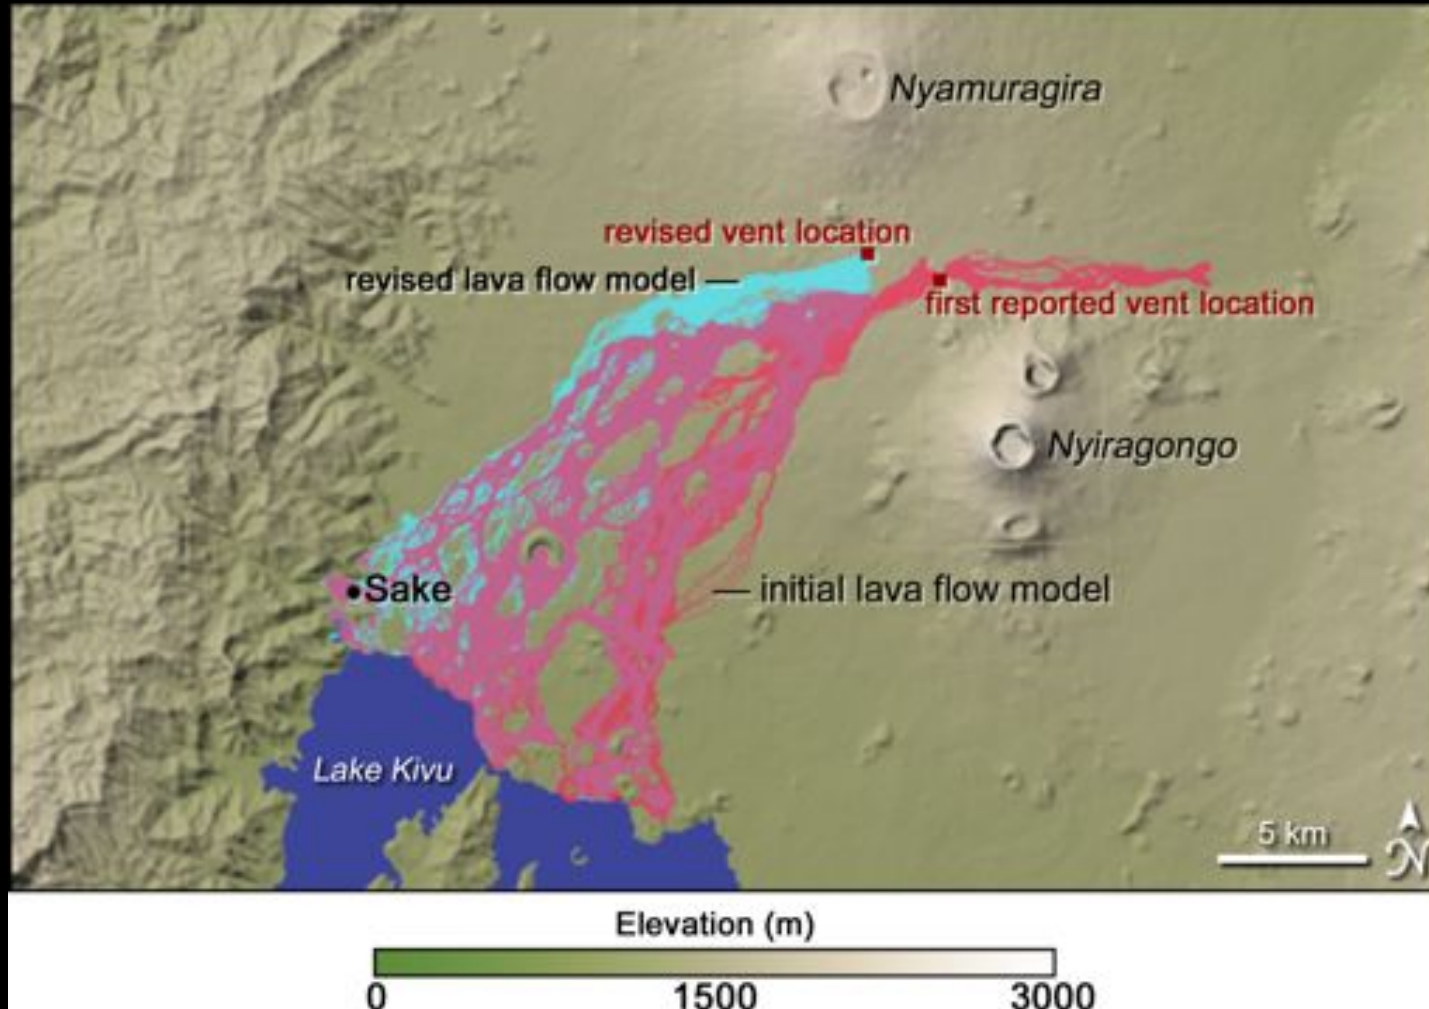 Nyamuragira
revised vent location
revised lava flow model
first reported vent location
Nyiragongo
Sake
initial lava flow model
Lake Kivu
5 km
N
Elevation (m)
0 1500 3000